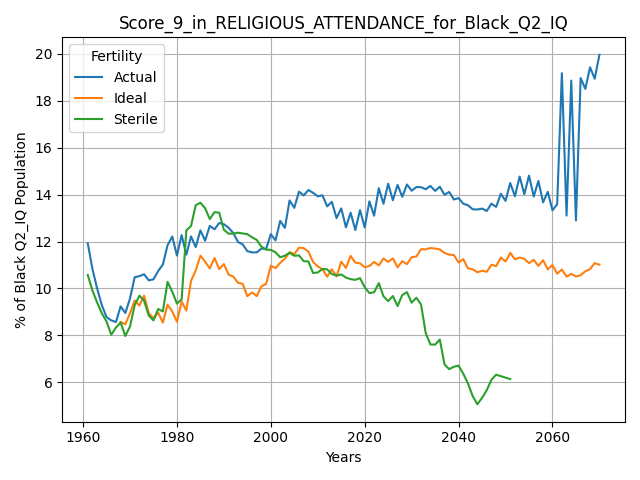 Score_9_in_RELIGIOUS_ATTENDANCE_for_Black_Q2_IQ
Fertility
Actual
Ideal
Sterile
% of Black Q2_IQ Population
20
18
16
14
12
10
8
6
1960
1980
2000
2020
2040
2060
Years